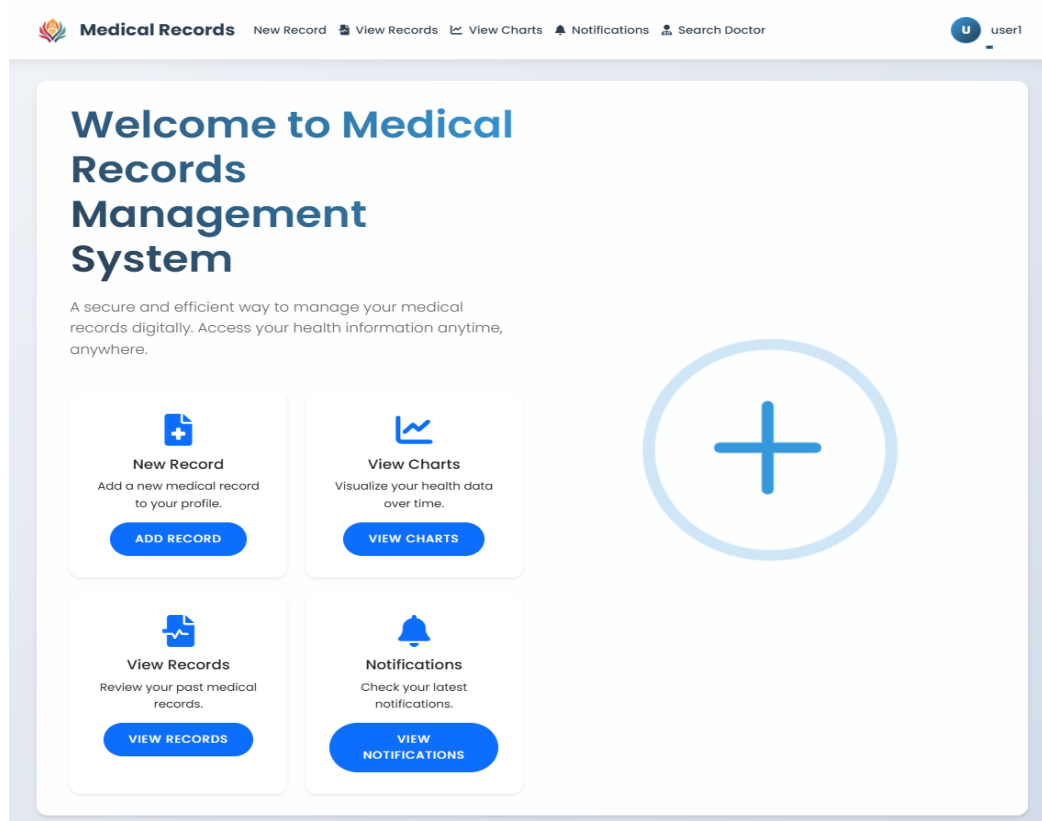 Medical Records New Record View Records View Charts Notifications Search Doctor U user1
Welcome to Medical
Records
Management
System
A secure and efficient way to manage your medical
records digitally. Access your health information anytime,
anywhere.
New Record
Add a new medical record
to your profile.
ADD RECORD
View Charts
Visualize your health data
over time.
VIEW CHARTS
View Records
Review your past medical
records.
VIEW RECORDS
Notifications
Check your latest
notifications.
VIEW
NOTIFICATIONS